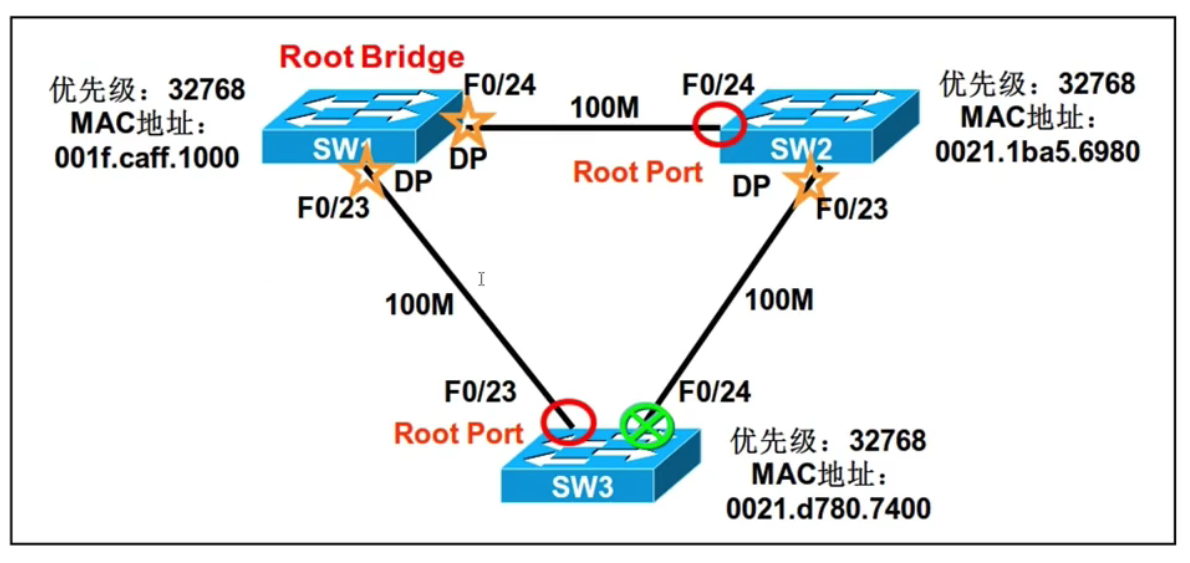 Root Bridge
优先级：32768
MAC地址：
001f.caff.1000
SW1
F0/24
DP
100M
F0/24
Root Port
SW2
优先级：32768
MAC地址：
0021.1ba5.6980
DP
F0/23
DP
F0/23
100M
100M
F0/23
Root Port
F0/24
SW3
优先级：32768
MAC地址：
0021.d780.7400